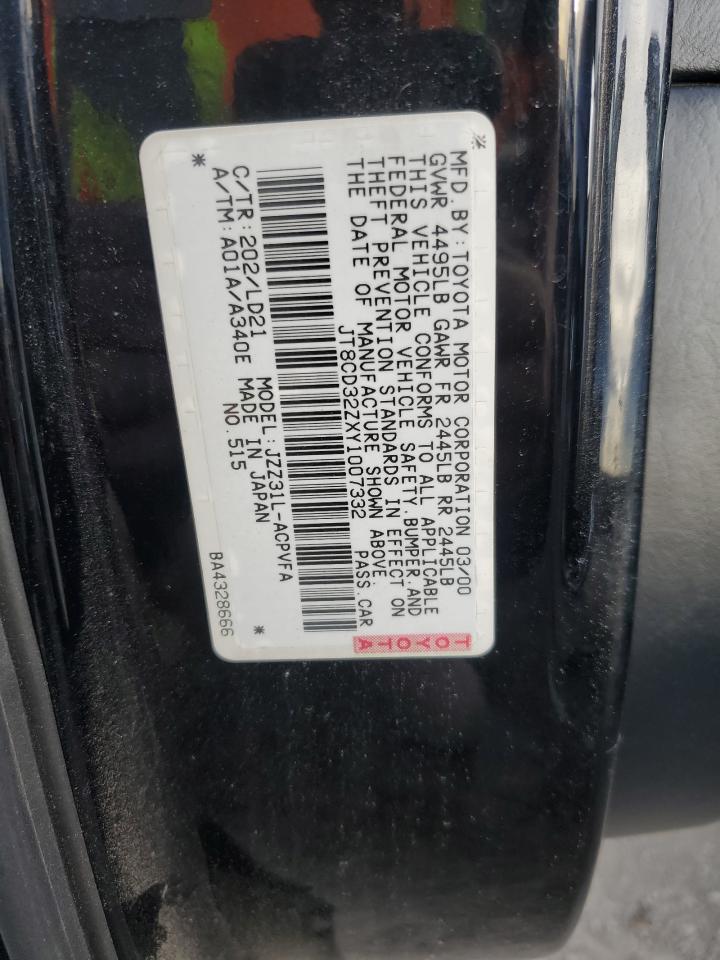 MFD.BY:TOYOTA MOTOR CORPORATION 03/00
GVWR 4495LB GAWR FR 2445LB RR 2445LB
THIS VEHICLE CONFORMS TO ALL APPLICABLE
FEDERAL MOTOR VEHICLE SAFETY,BUMPER,AND
THEFT PREVENTION STANDARDS IN EFFECT ON
THE DATE OF MANUFACTURE SHOWN ABOVE.
JT8CD32ZXY1007332 PASS.CAR
TOYOTA
C/TR:202/LD21 MODEL:JZZ31L-ACPVFA
A/TM:A01A/A340E MADE IN JAPAN
NO.515
BA4328666